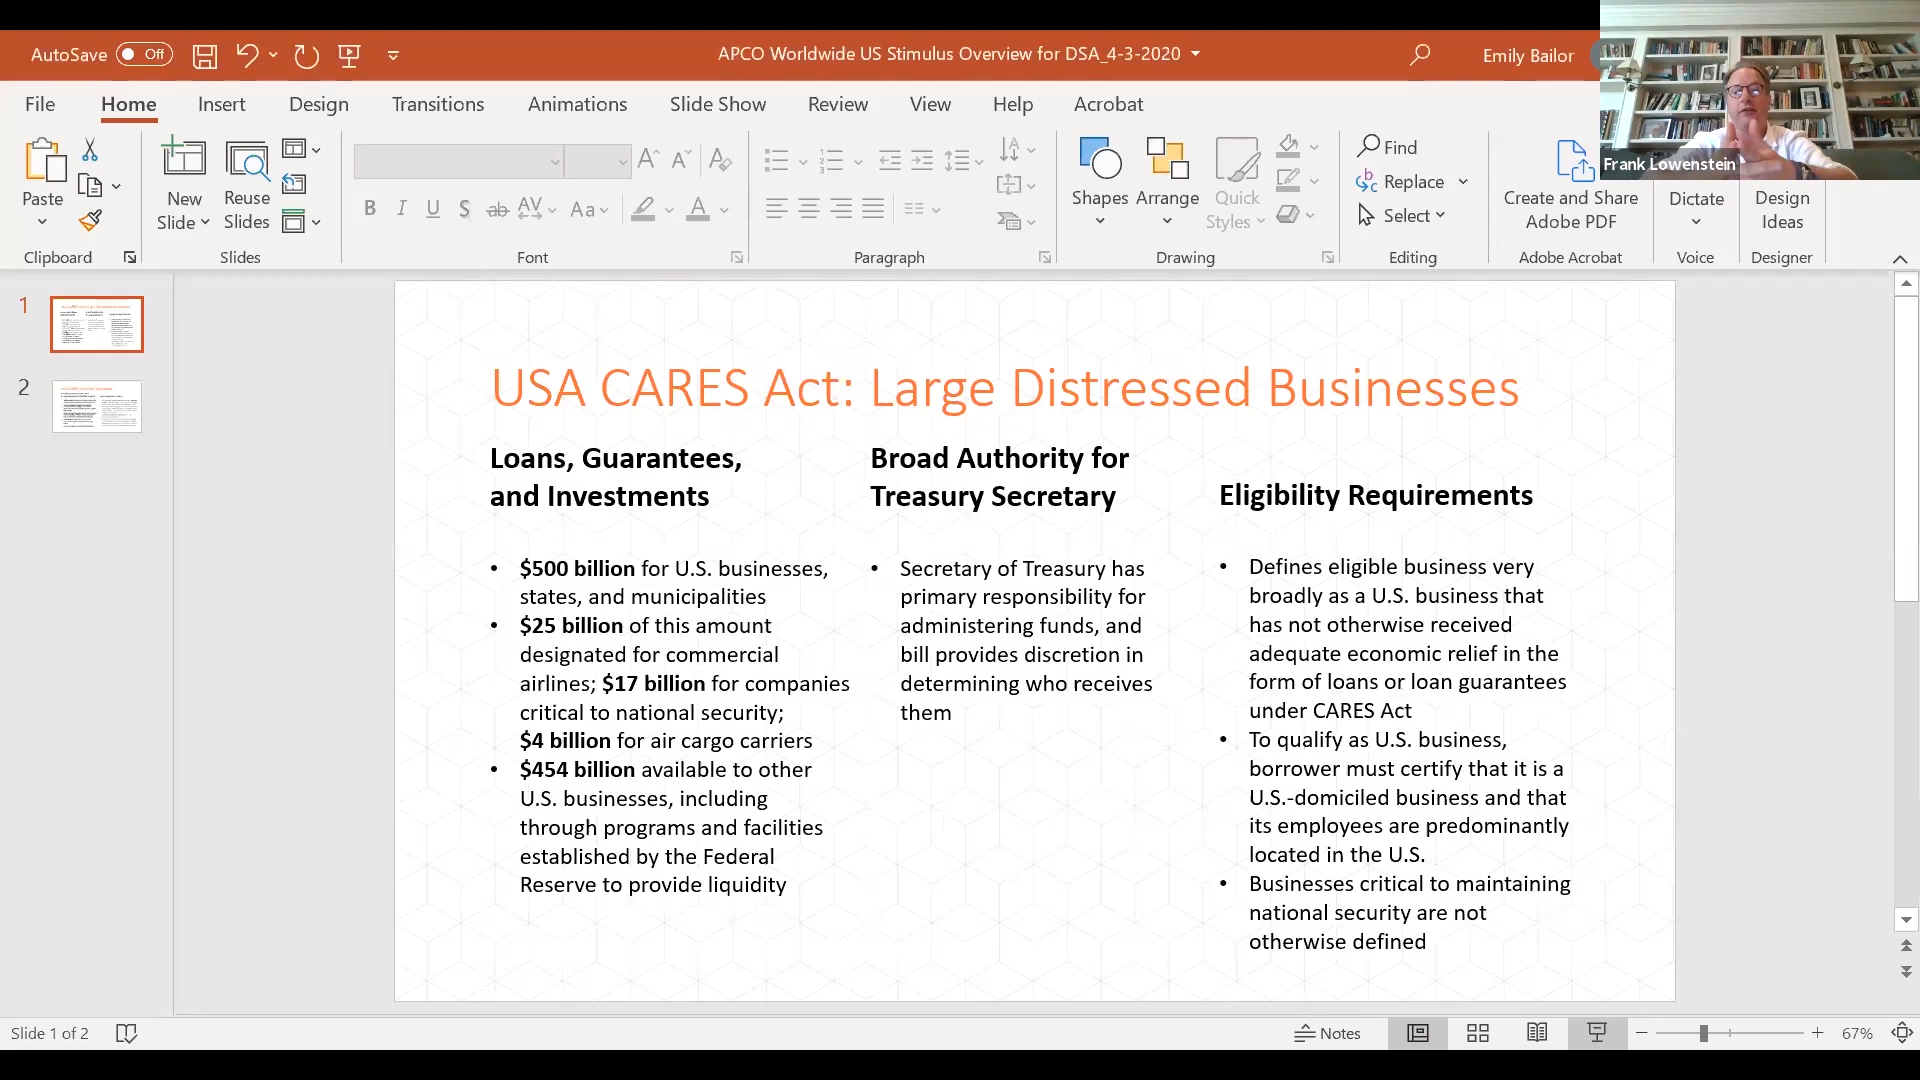 AutoSave Off
APCO Worldwide US Stimulus Overview for DSA_4-3-2020
Emily Bailor
File Home Insert Design Transitions Animations Slide Show Review View Help Acrobat
Paste
Clipboard
New
Slide
Reuse
Slides
Slides
B I U S ab AV Aa A
Font
Paragraph
Shapes
Arrange
Quick
Styles
Drawing
Find
Replace
Select
Editing
Create and Share
Adobe PDF
Adobe Acrobat
Dictate
Voice
Design
Ideas
Designer
Frank Lowenstein
1
2
USA CARES Act: Large Distressed Businesses
Loans, Guarantees,
and Investments
• $500 billion for U.S. businesses,
states, and municipalities
• $25 billion of this amount
designated for commercial
airlines; $17 billion for companies
critical to national security;
$4 billion for air cargo carriers
• $454 billion available to other
U.S. businesses, including
through programs and facilities
established by the Federal
Reserve to provide liquidity
Broad Authority for
Treasury Secretary
• Secretary of Treasury has
primary responsibility for
administering funds, and
bill provides discretion in
determining who receives
them
Eligibility Requirements
• Defines eligible business very
broadly as a U.S. business that
has not otherwise received
adequate economic relief in the
form of loans or loan guarantees
under CARES Act
• To qualify as U.S. business,
borrower must certify that it is a
U.S.-domiciled business and that
its employees are predominantly
located in the U.S.
• Businesses critical to maintaining
national security are not
otherwise defined
Slide 1 of 2
Notes
67%